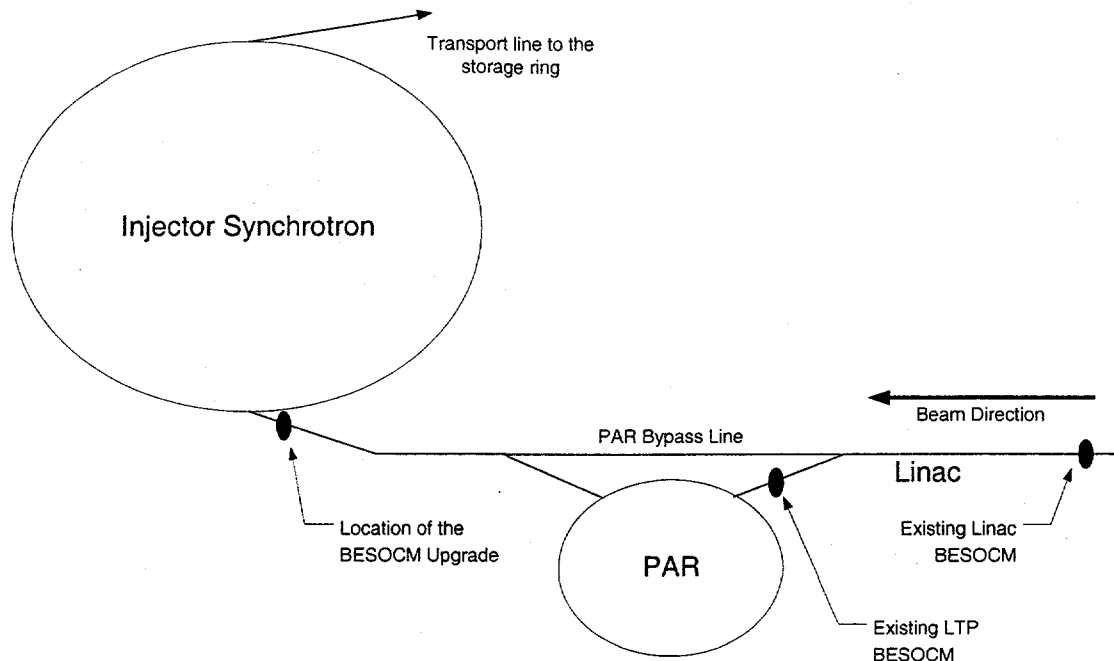 Transport line to the
storage ring
Injector Synchrotron
Beam Direction
PAR Bypass Line
Linac
Location of the
BESOCM Upgrade
Existing Linac
BESOCM
PAR
Existing LTP
BESOCM